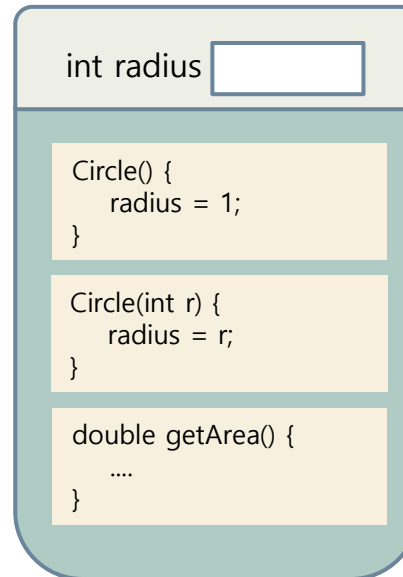 int radius
Circle() {
radius = 1;
}
Circle(int r) {
radius = r;
}
double getArea() {
....
}